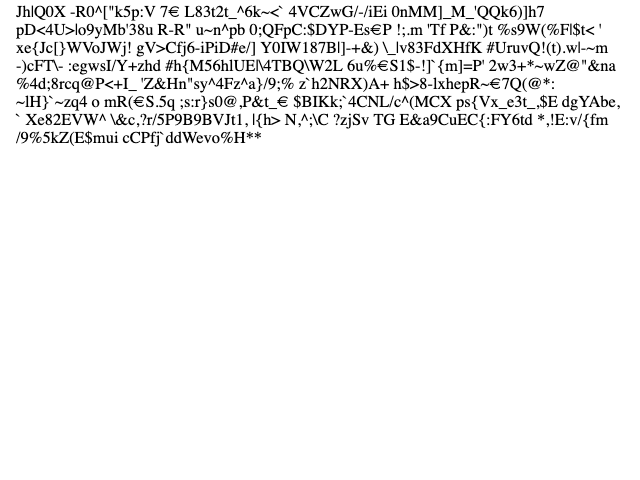 Jh|Q0X -R0^["k5p:V 7€ L83t2t_^6k~<` 4VCZwG/-/iEi 0nMM]_M_'QQk6)]h7
pD<4U>|o9yMb'38u R-R" u~n^pb 0;QFpC:$DYP-Es€P !;.m 'Tf P&:")t %s9W(%F|$t< '
xe{Jc[}WVoJWj! gV>Cfj6-iPiD#e/] Y0IW187B|]-+&) \_|v83FdXHfK #UruvQ!(t).w|-~m
-)cFT\- :egwsI/Y+zhd #h{M56hlUE|\4TBQ\W2L 6u%€S1$-!]`{m]=P' 2w3+*~wZ@"&na
%4d;8rcq@P<+I_ 'Z&Hn"sy^4Fz^a}/9;% z`h2NRX)A+ h$>8-lxhepR~€7Q(@*:
~lH}`~zq4 o mR(€S.5q ;s:r}s0@,P&t_€ $BIKk;`4CNL/c^(MCX ps{Vx_e3t_,$E dgYAbe,
` Xe82EVW^ \&c,?r/5P9B9BVJt1, |{h> N,^;\C ?zjSv TG E&a9CuEC{:FY6td *,!E:v/{fm
/9%5kZ(E$mui cCPfj`ddWevo%H**